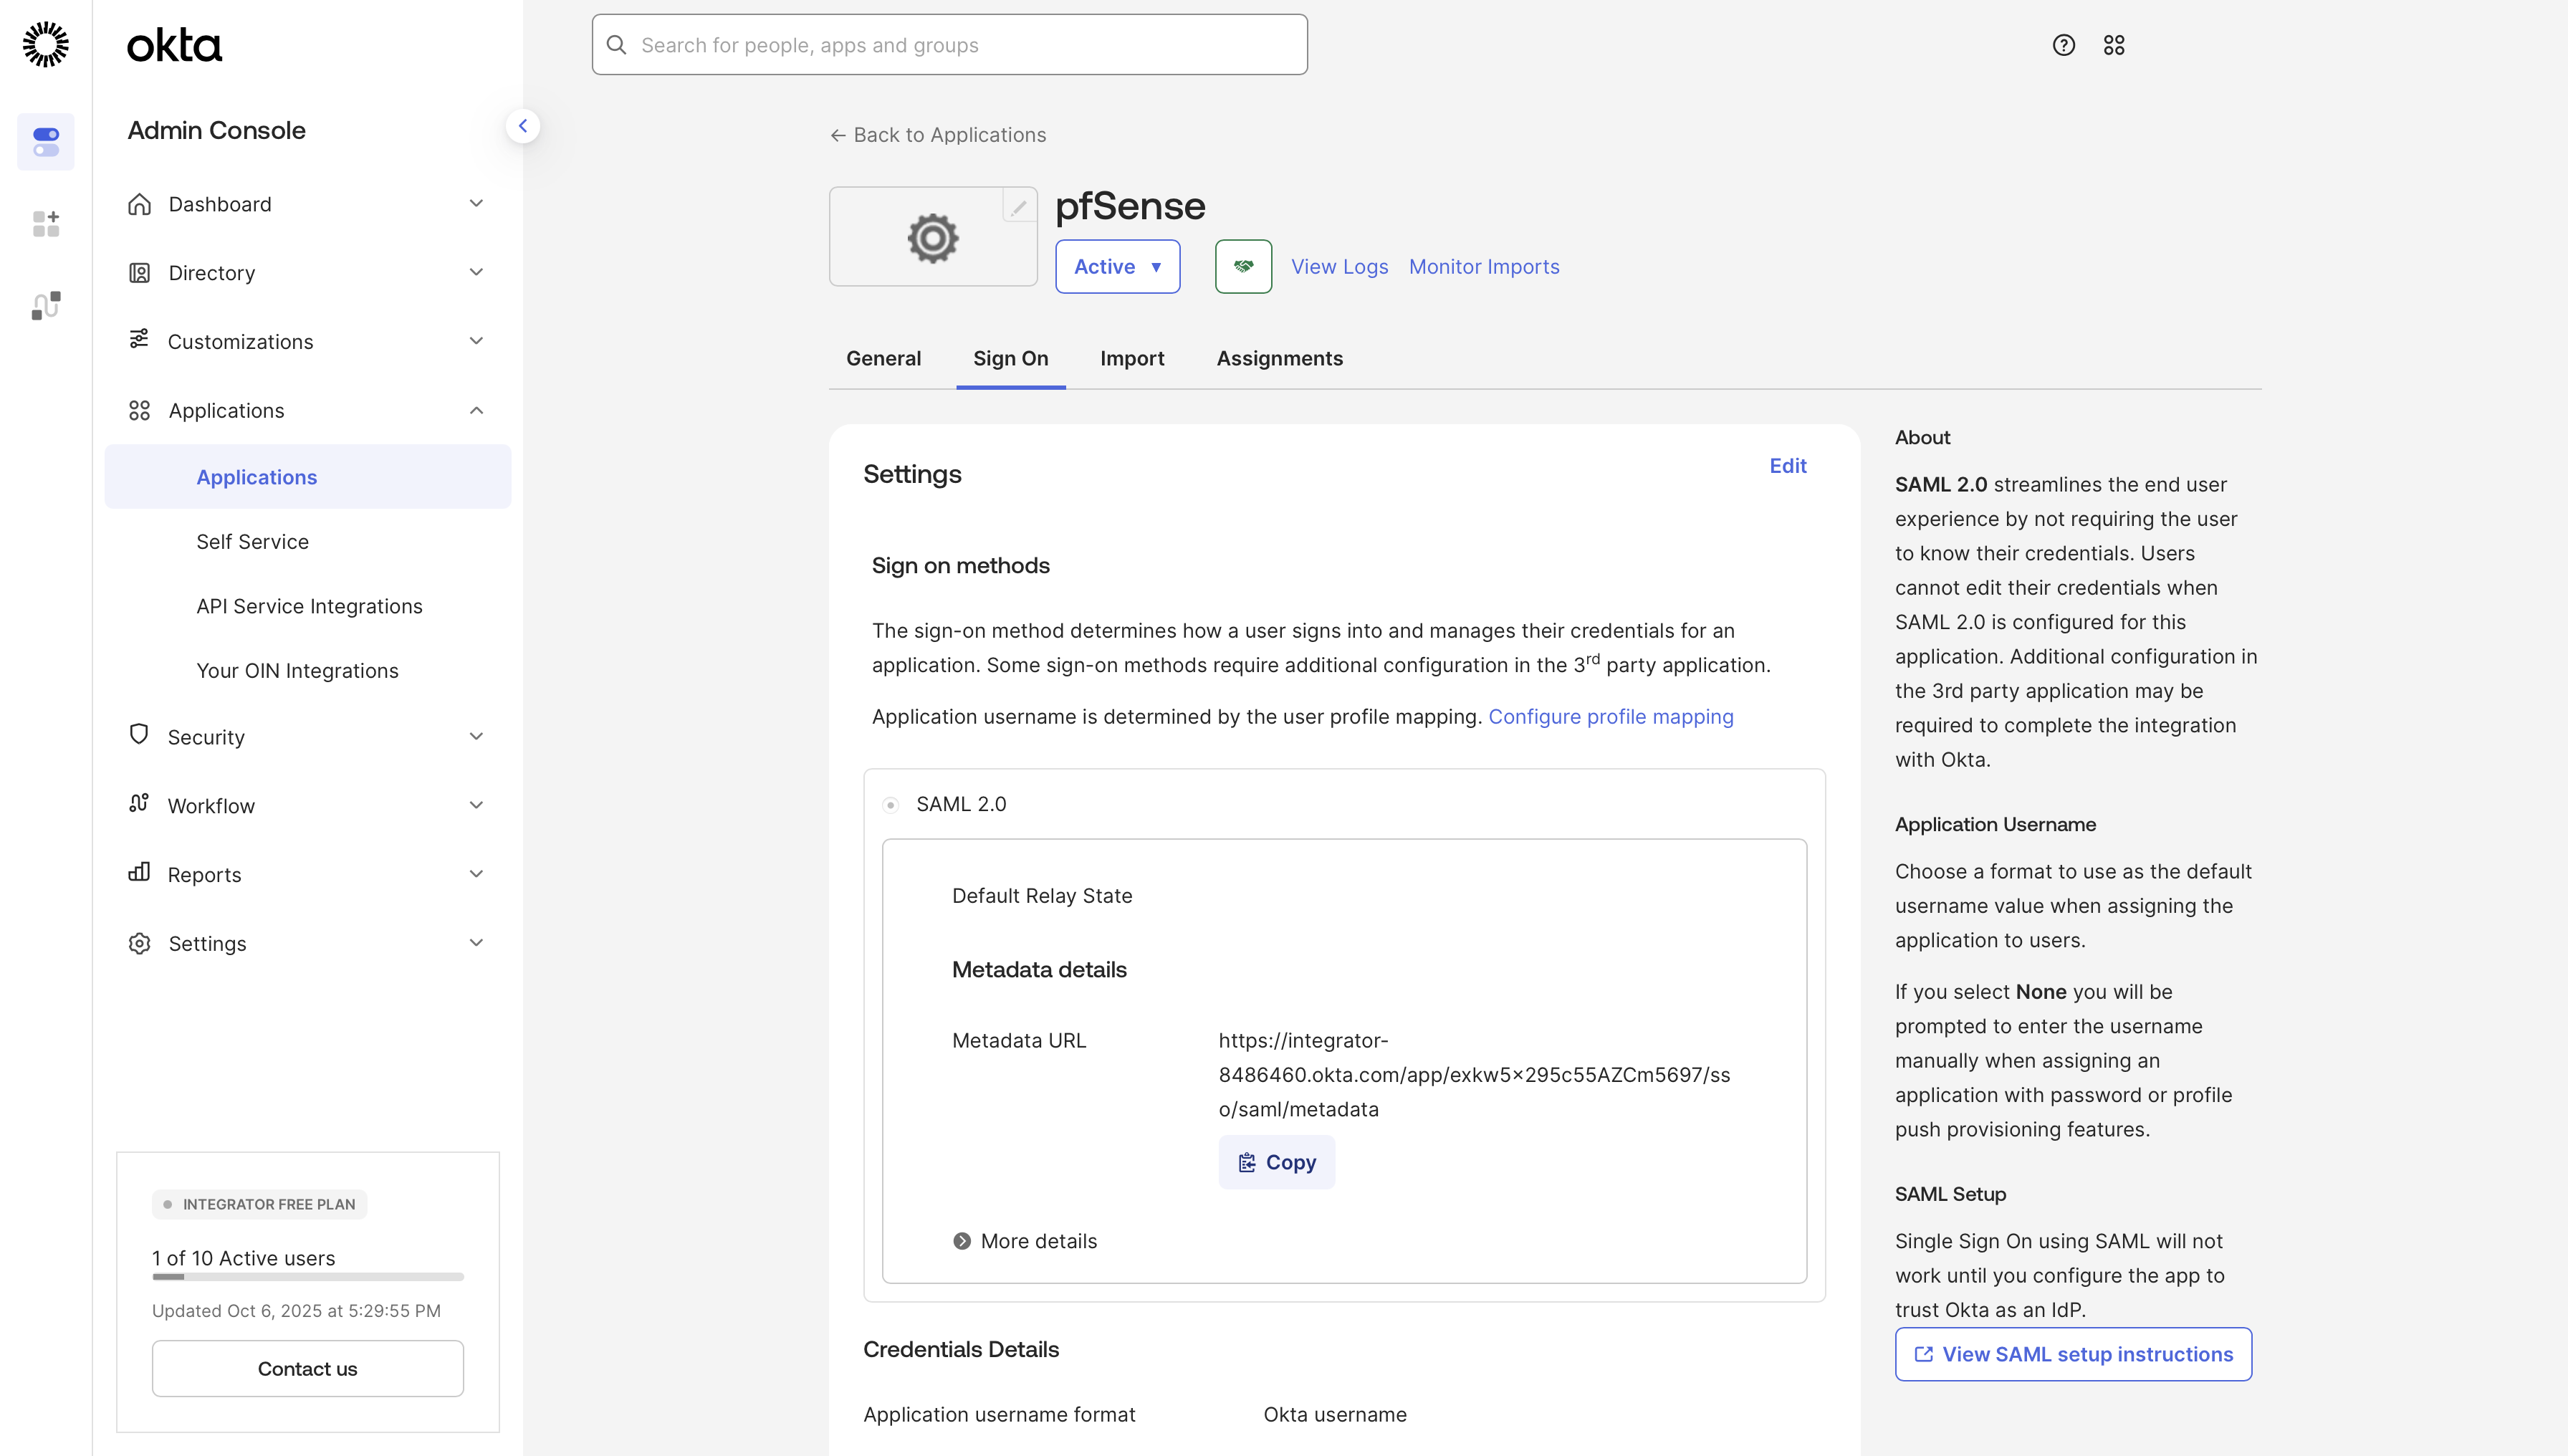 okta
Search for people, apps and groups
Admin Console
Dashboard
Directory
Customizations
Applications
Applications
Self Service
API Service Integrations
Your OIN Integrations
Security
Workflow
Reports
Settings
INTEGRATOR FREE PLAN
1 of 10 Active users
Updated Oct 6, 2025 at 5:29:55 PM
Contact us
← Back to Applications
pfSense
Active ▼
View Logs
Monitor Imports
General
Sign On
Import
Assignments
Settings
Edit
Sign on methods
The sign-on method determines how a user signs into and manages their credentials for an
application. Some sign-on methods require additional configuration in the 3rd party application.
Application username is determined by the user profile mapping. Configure profile mapping
SAML 2.0
Default Relay State
Metadata details
Metadata URL
https://integrator-
8486460.okta.com/app/exkw5×295c55AZCm5697/ss
o/saml/metadata
Copy
More details
Credentials Details
Application username format
Okta username
About
SAML 2.0 streamlines the end user
experience by not requiring the user
to know their credentials. Users
cannot edit their credentials when
SAML 2.0 is configured for this
application. Additional configuration in
the 3rd party application may be
required to complete the integration
with Okta.
Application Username
Choose a format to use as the default
username value when assigning the
application to users.
If you select None you will be
prompted to enter the username
manually when assigning an
application with password or profile
push provisioning features.
SAML Setup
Single Sign On using SAML will not
work until you configure the app to
trust Okta as an IdP.
View SAML setup instructions